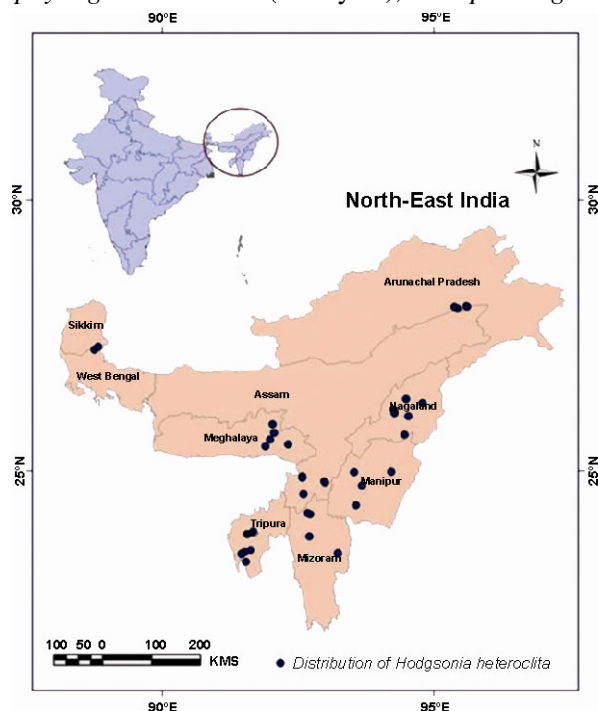 90°E 95°E
N
30°N North-East India 30°N
Arunachal Pradesh
Sikkim
West Bengal
Assam
Nagaland
Meghalaya
25°N 25°N
Manipur
Tripura
Mizoram
100 50 0 100 200
KMS Distribution of Hodgsonia heteroclita
90°E 95°E